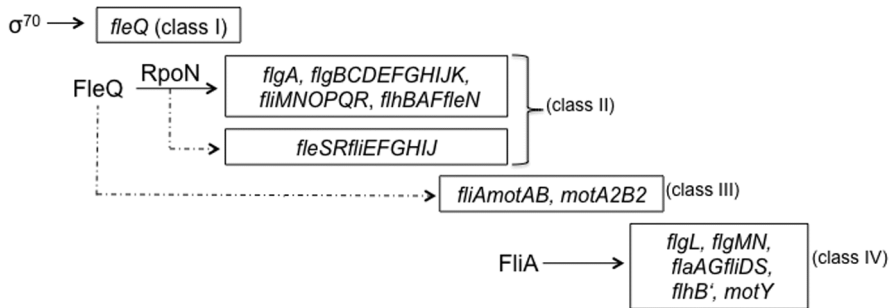 σ⁷⁰ fleQ (class I)
FleQ RpoN
flgA, flgBCDEFGHIJK,
fliMNOPQR, flhBAFfleN
(class II)
fleSRfliEFGHIJ
fliAmotAB, motA2B2 (class III)
FliA
flgL, flgMN,
flaAGfliDS,
flhB‘, motY
(class IV)